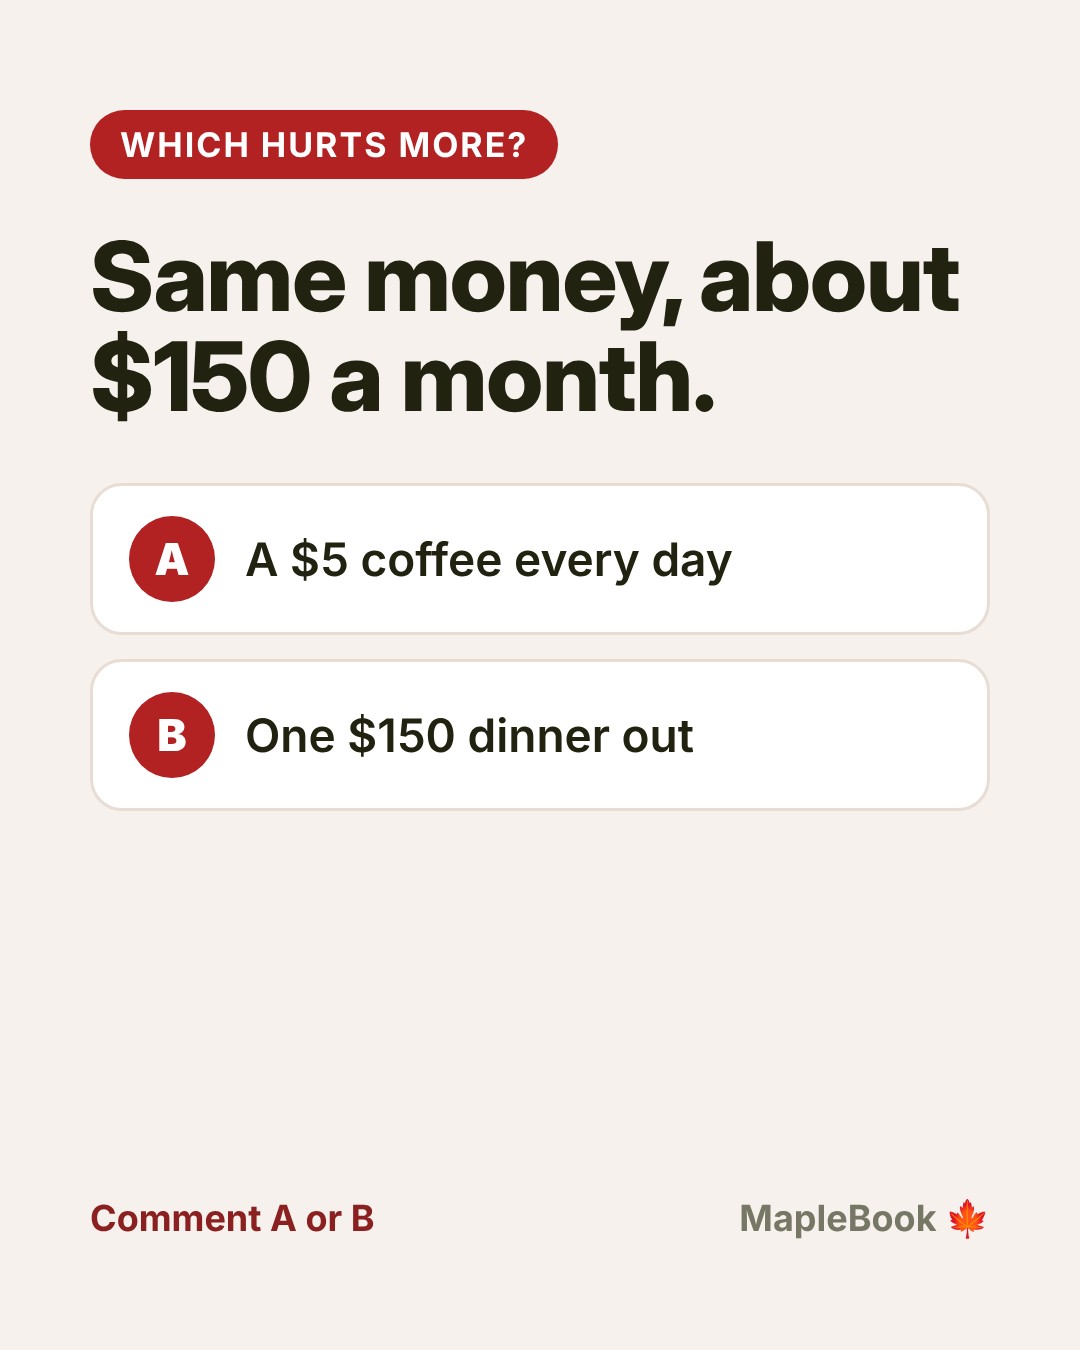 WHICH HURTS MORE?
Same money, about
$150 a month.
A A $5 coffee every day
B One $150 dinner out
Comment A or B
MapleBook 🍁